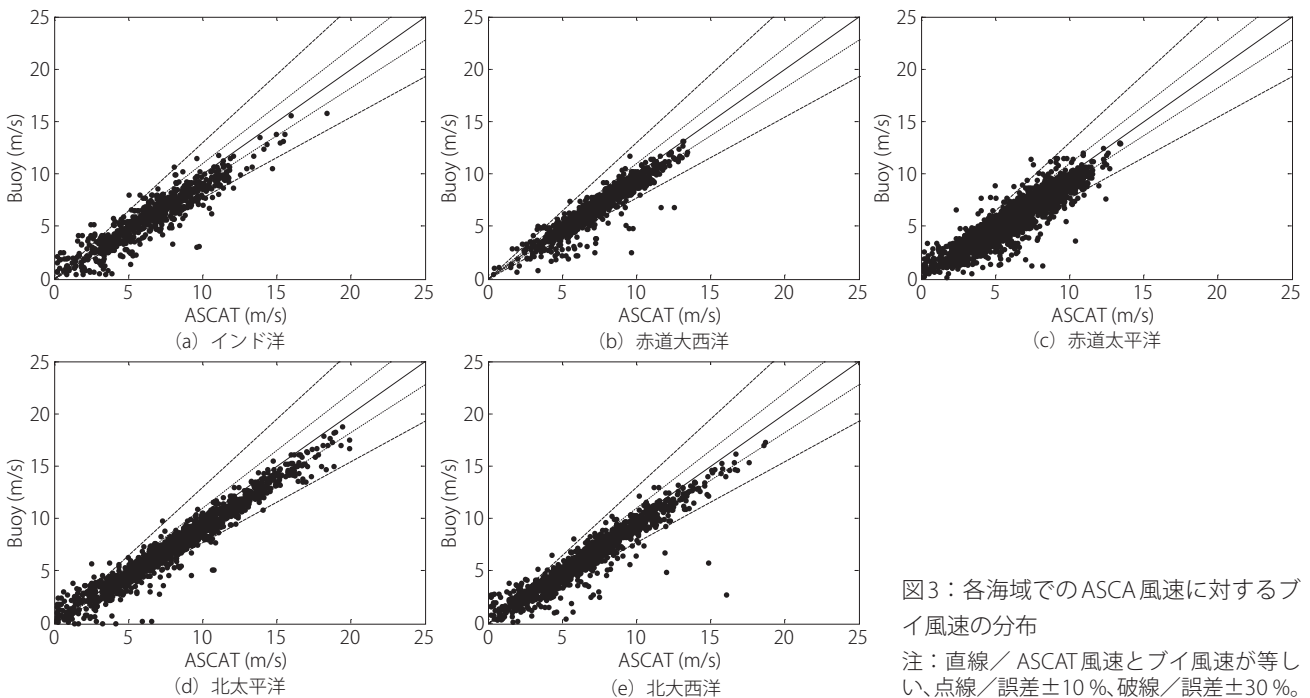 25
20
15
10
5
0
Buoy (m/s)
0 5 10 15 20 25
ASCAT (m/s)
(a) インド洋
25
20
15
10
5
0
Buoy (m/s)
0 5 10 15 20 25
ASCAT (m/s)
(b) 赤道大西洋
25
20
15
10
5
0
Buoy (m/s)
0 5 10 15 20 25
ASCAT (m/s)
(c) 赤道太平洋
25
20
15
10
5
0
Buoy (m/s)
0 5 10 15 20 25
ASCAT (m/s)
(d) 北太平洋
25
20
15
10
5
0
Buoy (m/s)
0 5 10 15 20 25
ASCAT (m/s)
(e) 北大西洋
図3：各海域でのASCA風速に対するブ
イ風速の分布
注：直線／ASCAT風速とブイ風速が等し
い、点線／誤差±10 %、破線／誤差±30 %。